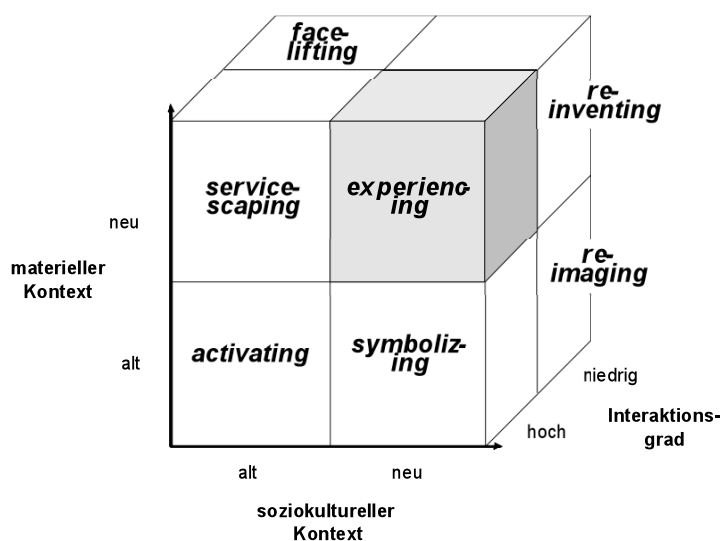 face-
lifting
re-
inventing
service-
scaping
experienc-
ing
neu
materieller
Kontext
re-
imaging
activating
symboliz-
ing
alt
niedrig
Interaktions-
grad
hoch
alt
neu
soziokultureller
Kontext